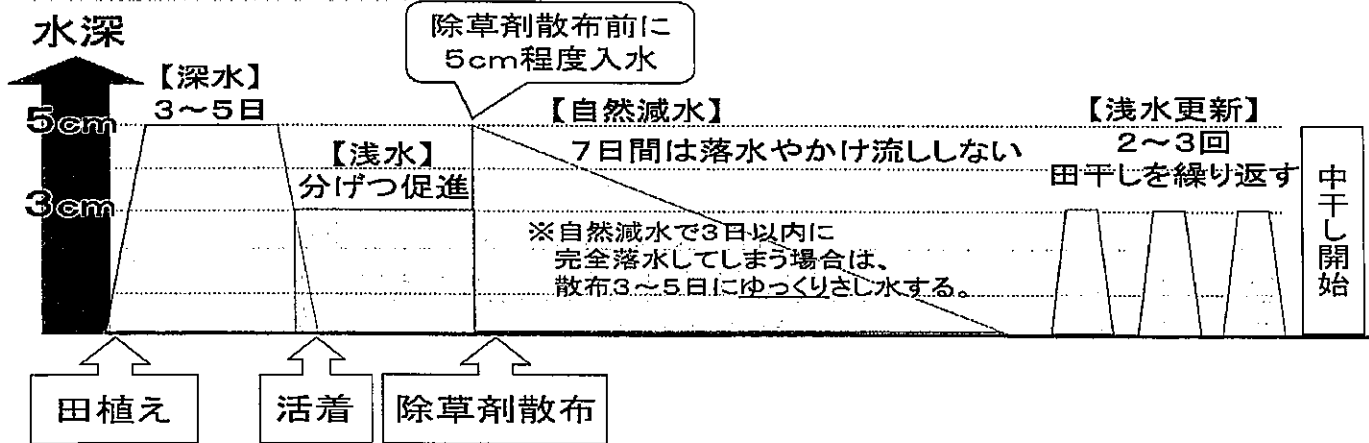 水深
除草剤散布前に
5cm程度入水
【深水】
3～5日
【自然減水】
【浅水更新】
5cm
7日間は落水やかけ流ししない
2～3回
田干しを繰り返す
【浅水】
分げつ促進
3cm
※自然減水で3日以内に
完全落水してしまう場合は、
散布3～5日にゆっくりさし水する。
中干し開始
田植え
活着
除草剤散布